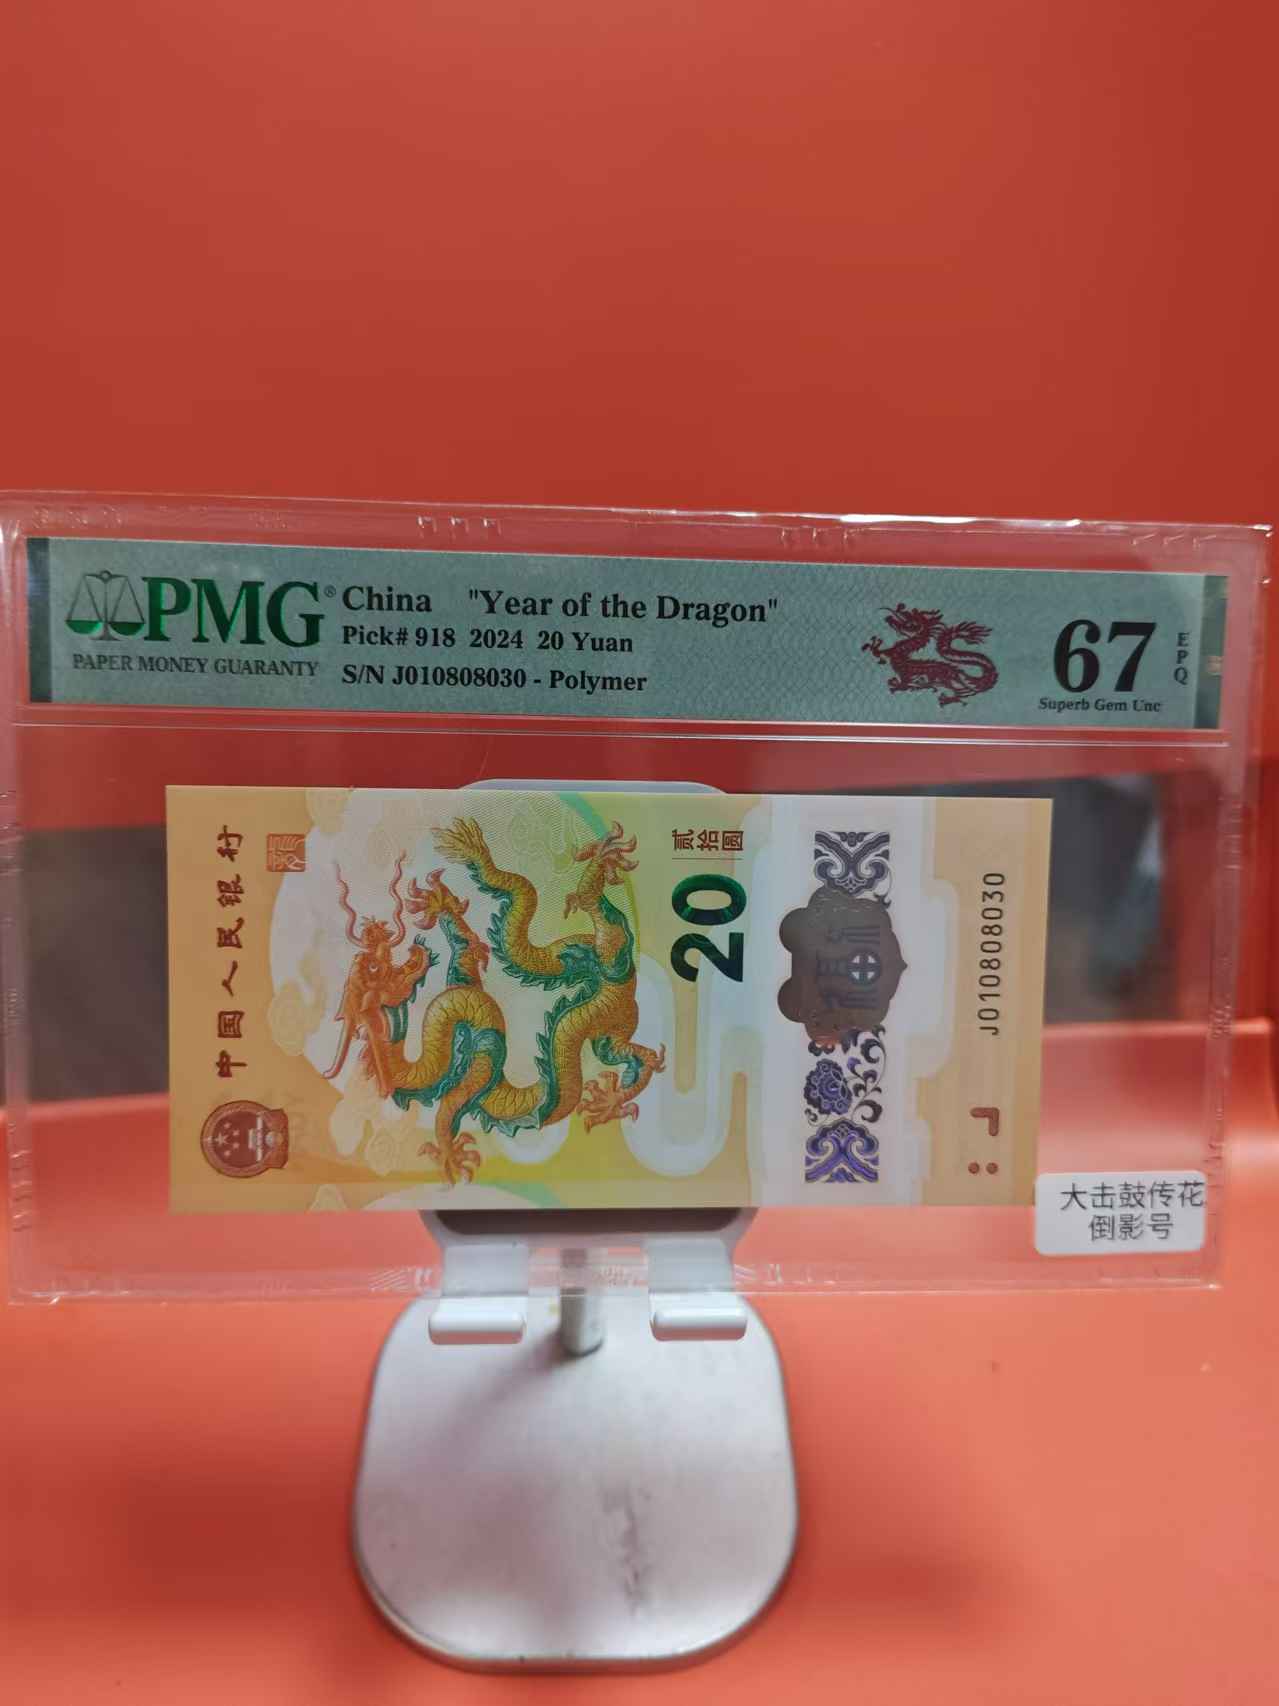 PMG®
PAPER MONEY GUARANTY
China "Year of the Dragon"
Pick# 918 2024 20 Yuan
S/N J010808030 - Polymer
67
EPQ
Superb Gem Unc
中国人民银行
贰拾圆
20
J010808030
大击鼓传花
倒影号